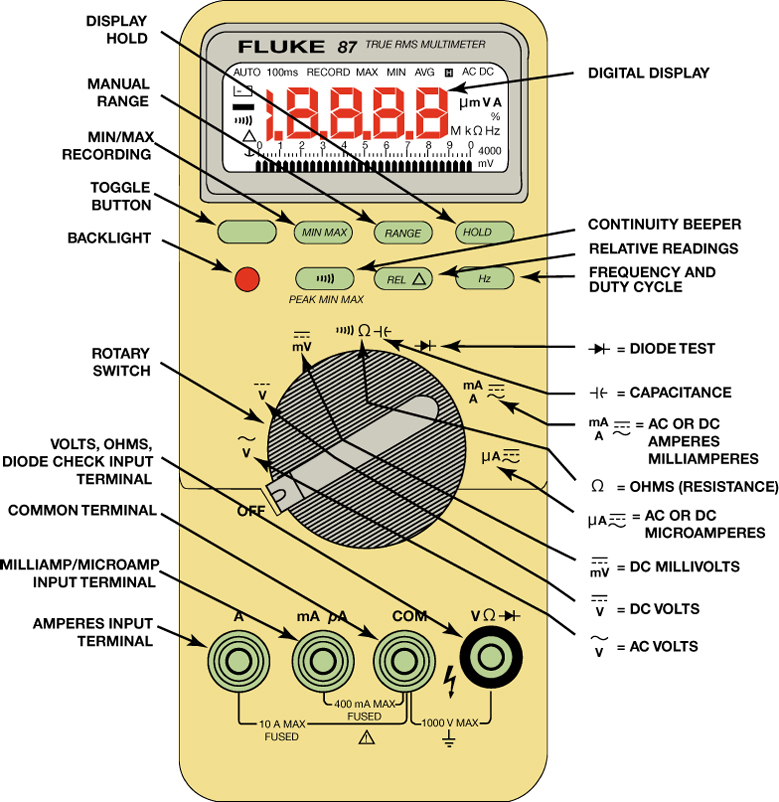 DISPLAY
HOLD
FLUKE 87 TRUE RMS MULTIMETER
AUTO 100ms RECORD MAX MIN AVG H AC DC
DIGITAL DISPLAY
MANUAL
RANGE
1.8.8.8.8
µmVA
%
M kΩ Hz
0 1 2 3 4 5 6 7 8 9 0 4000
mV
MIN/MAX
RECORDING
TOGGLE
BUTTON
BACKLIGHT
MIN MAX
RANGE
HOLD
REL △
Hz
PEAK MIN MAX
CONTINUITY BEEPER
RELATIVE READINGS
FREQUENCY AND
DUTY CYCLE
ROTARY
SWITCH
mV
Ω
V
V
mA
A
µA
OFF
= DIODE TEST
= CAPACITANCE
mA
A = AC OR DC
AMPERES
MILLIAMPERES
Ω = OHMS (RESISTANCE)
µA = AC OR DC
MICROAMPERES
mV = DC MILLIVOLTS
V = DC VOLTS
V = AC VOLTS
VOLTS, OHMS,
DIODE CHECK INPUT
TERMINAL
COMMON TERMINAL
MILLIAMP/MICROAMP
INPUT TERMINAL
AMPERES INPUT
TERMINAL
A
mA µA
COM
V Ω
400 mA MAX
FUSED
10 A MAX
FUSED
1000 V MAX